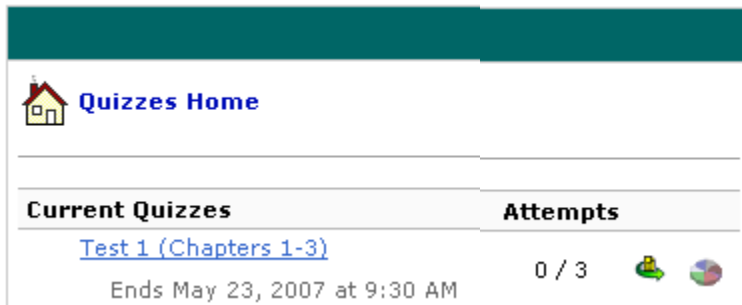 Quizzes Home
Current Quizzes Attempts
Test 1 (Chapters 1-3)
0 / 3
Ends May 23, 2007 at 9:30 AM